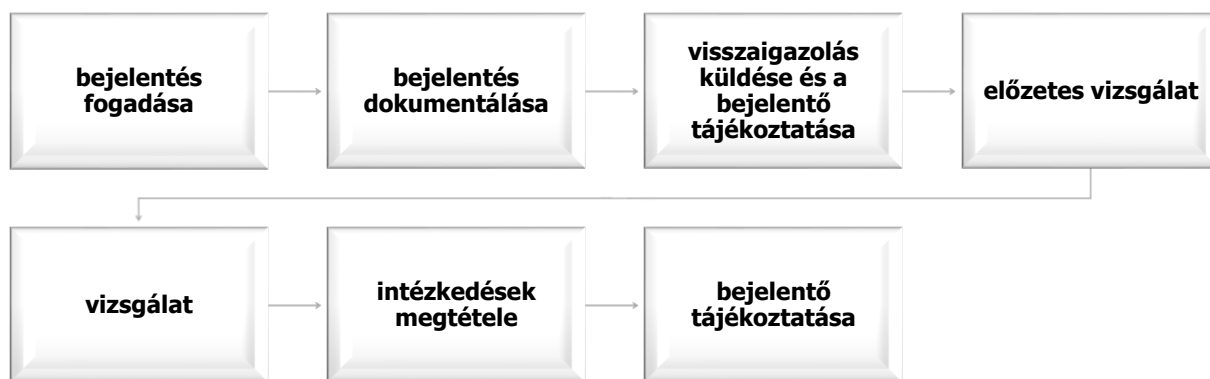 bejelentés
fogadása
bejelentés
dokumentálása
visszaigazolás
küldése és a
bejelentő
tájékoztatása
előzetes vizsgálat
vizsgálat
intézkedések
megtétele
bejelentő
tájékoztatása